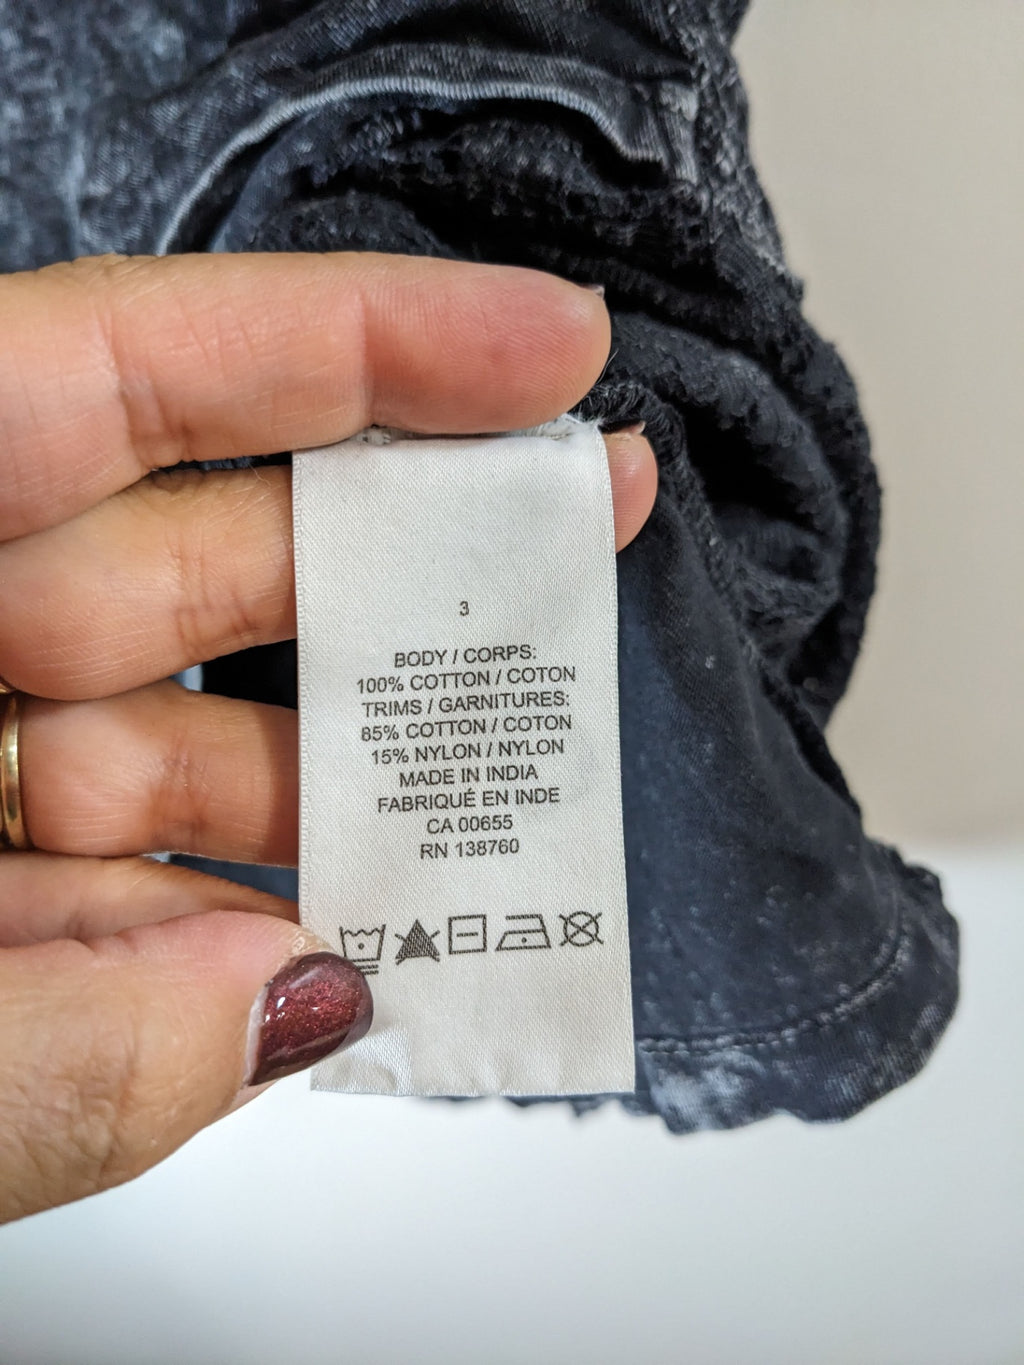 3
BODY / CORPS:
100% COTTON / COTON
TRIMS / GARNITURES:
85% COTTON / COTON
15% NYLON / NYLON
MADE IN INDIA
FABRIQUÉ EN INDE
CA 00655
RN 138760